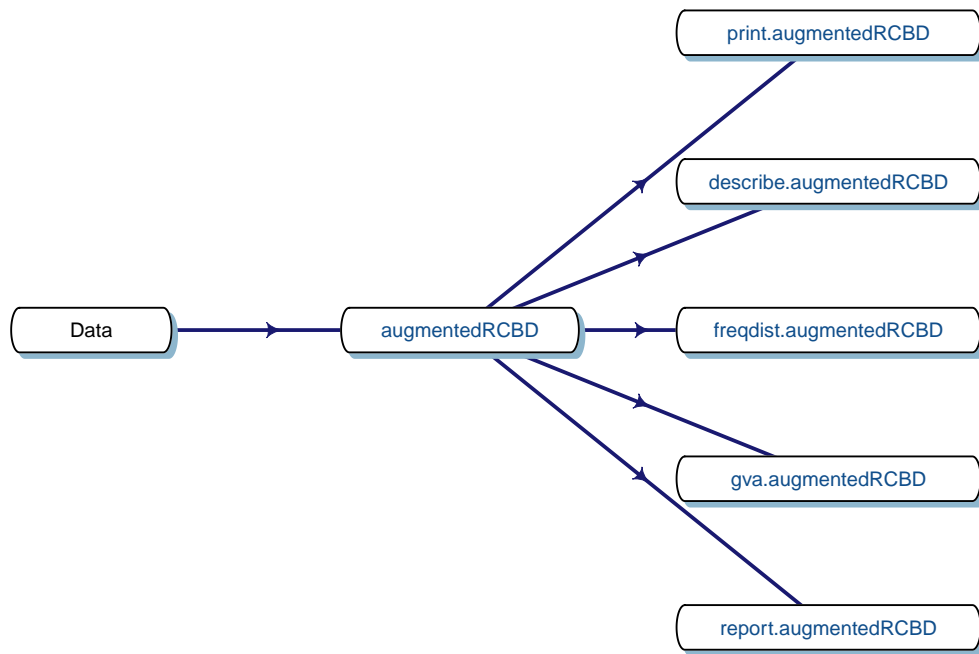 print.augmentedRCBD
describe.augmentedRCBD
Data
augmentedRCBD
freqdist.augmentedRCBD
gva.augmentedRCBD
report.augmentedRCBD